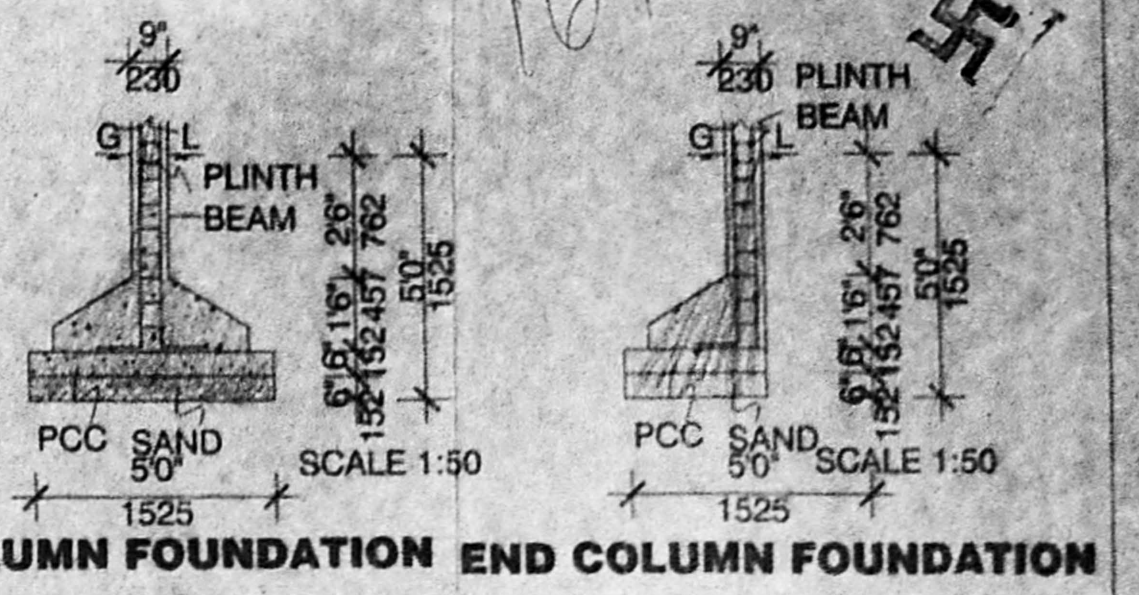 9"
230
G L
PLINTH
BEAM
2'6" 762
1'6" 457
6" 152
6" 152
5'0"
1525
PCC SAND
5'0"
SCALE 1:50
1525
UMN FOUNDATION
9"
230
PLINTH
BEAM
G L
2'6" 762
1'6" 457
6" 152
6" 152
5'0"
1525
PCC SAND
5'0"
SCALE 1:50
1525
END COLUMN FOUNDATION